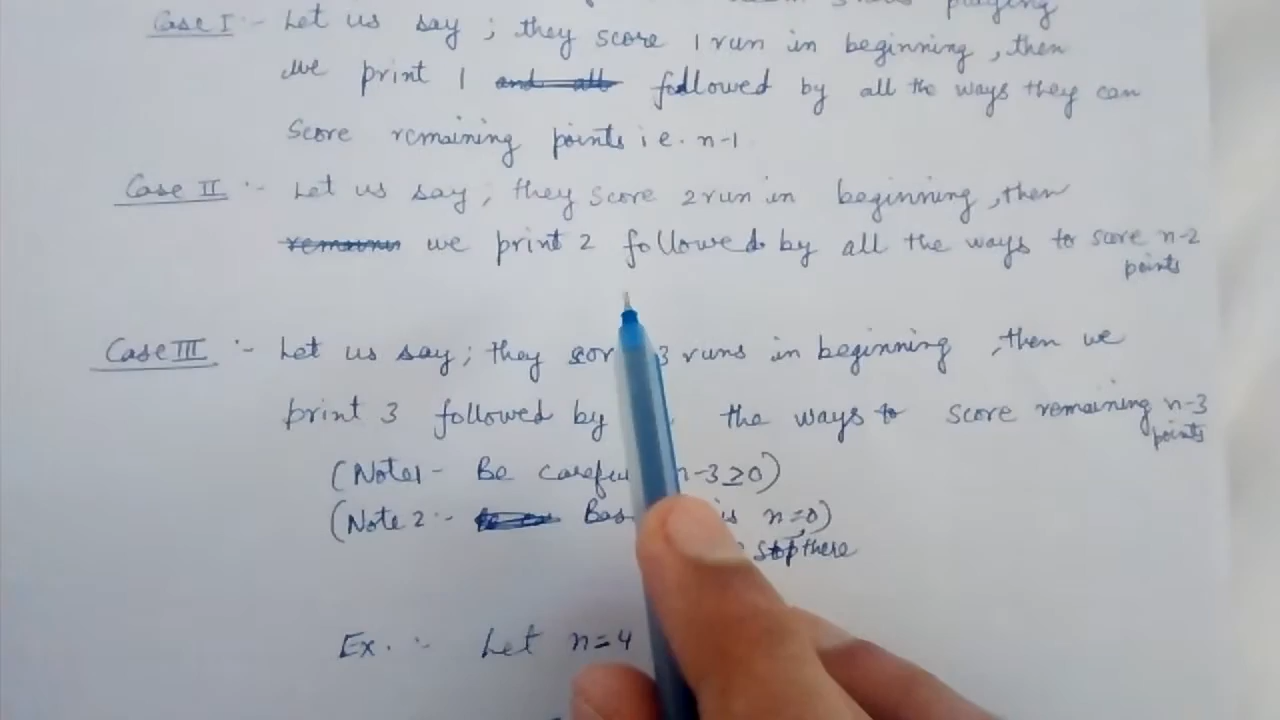 playing
Case I :- Let us say ; they score 1 run in beginning , then
we print 1 and all followed by all the ways they can
Score remaining points i.e. n-1
Case II :- Let us say ; they score 2 run in beginning , then
we print 2 followed by all the ways to score n-2
points
Case III :- Let us say ; they 3 runs in beginning , then we
print 3 followed by the ways to score remaining n-3
points
(Note1- Be n-3≥0)
(Note 2 :- is n=0)
stop there
Ex. :- Let n=4